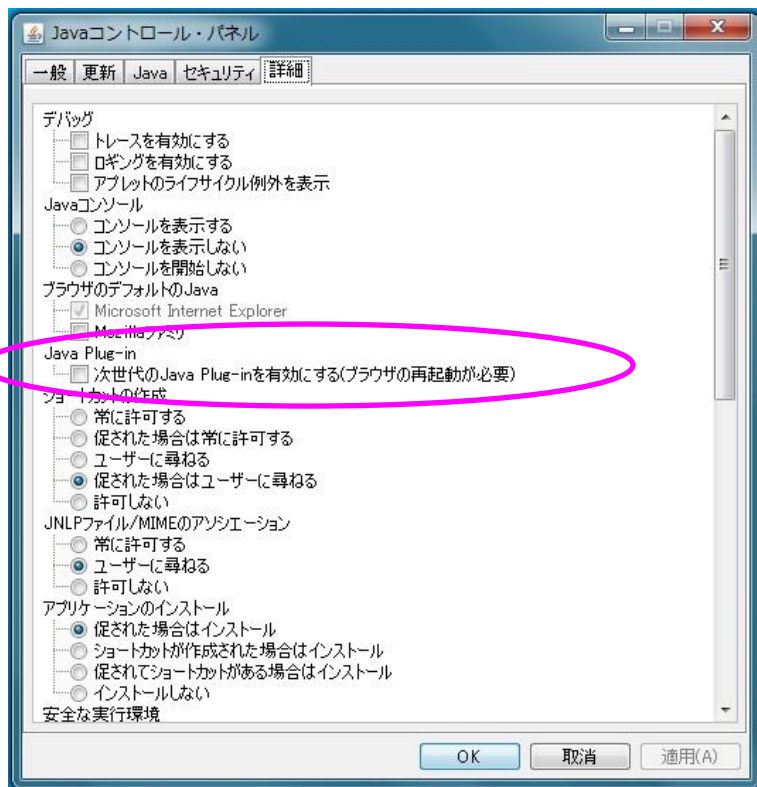 Javaコントロール・パネル
一般 更新 Java セキュリティ 詳細
デバッグ
トレースを有効にする
ロギングを有効にする
アプレットのライフサイクル例外を表示
Javaコンソール
コンソールを表示する
コンソールを表示しない
コンソールを開始しない
ブラウザのデフォルトのJava
Microsoft Internet Explorer
Mozillaファミリ
Java Plug-in
次世代のJava Plug-inを有効にする(ブラウザの再起動が必要)
ショートカットの作成
常に許可する
促された場合は常に許可する
ユーザーに尋ねる
促された場合はユーザーに尋ねる
許可しない
JNLPファイル/MIMEのアソシエーション
常に許可する
ユーザーに尋ねる
許可しない
アプリケーションのインストール
促された場合はインストール
ショートカットが作成された場合はインストール
促されてショートカットがある場合はインストール
インストールしない
安全な実行環境
OK 取消 適用(A)